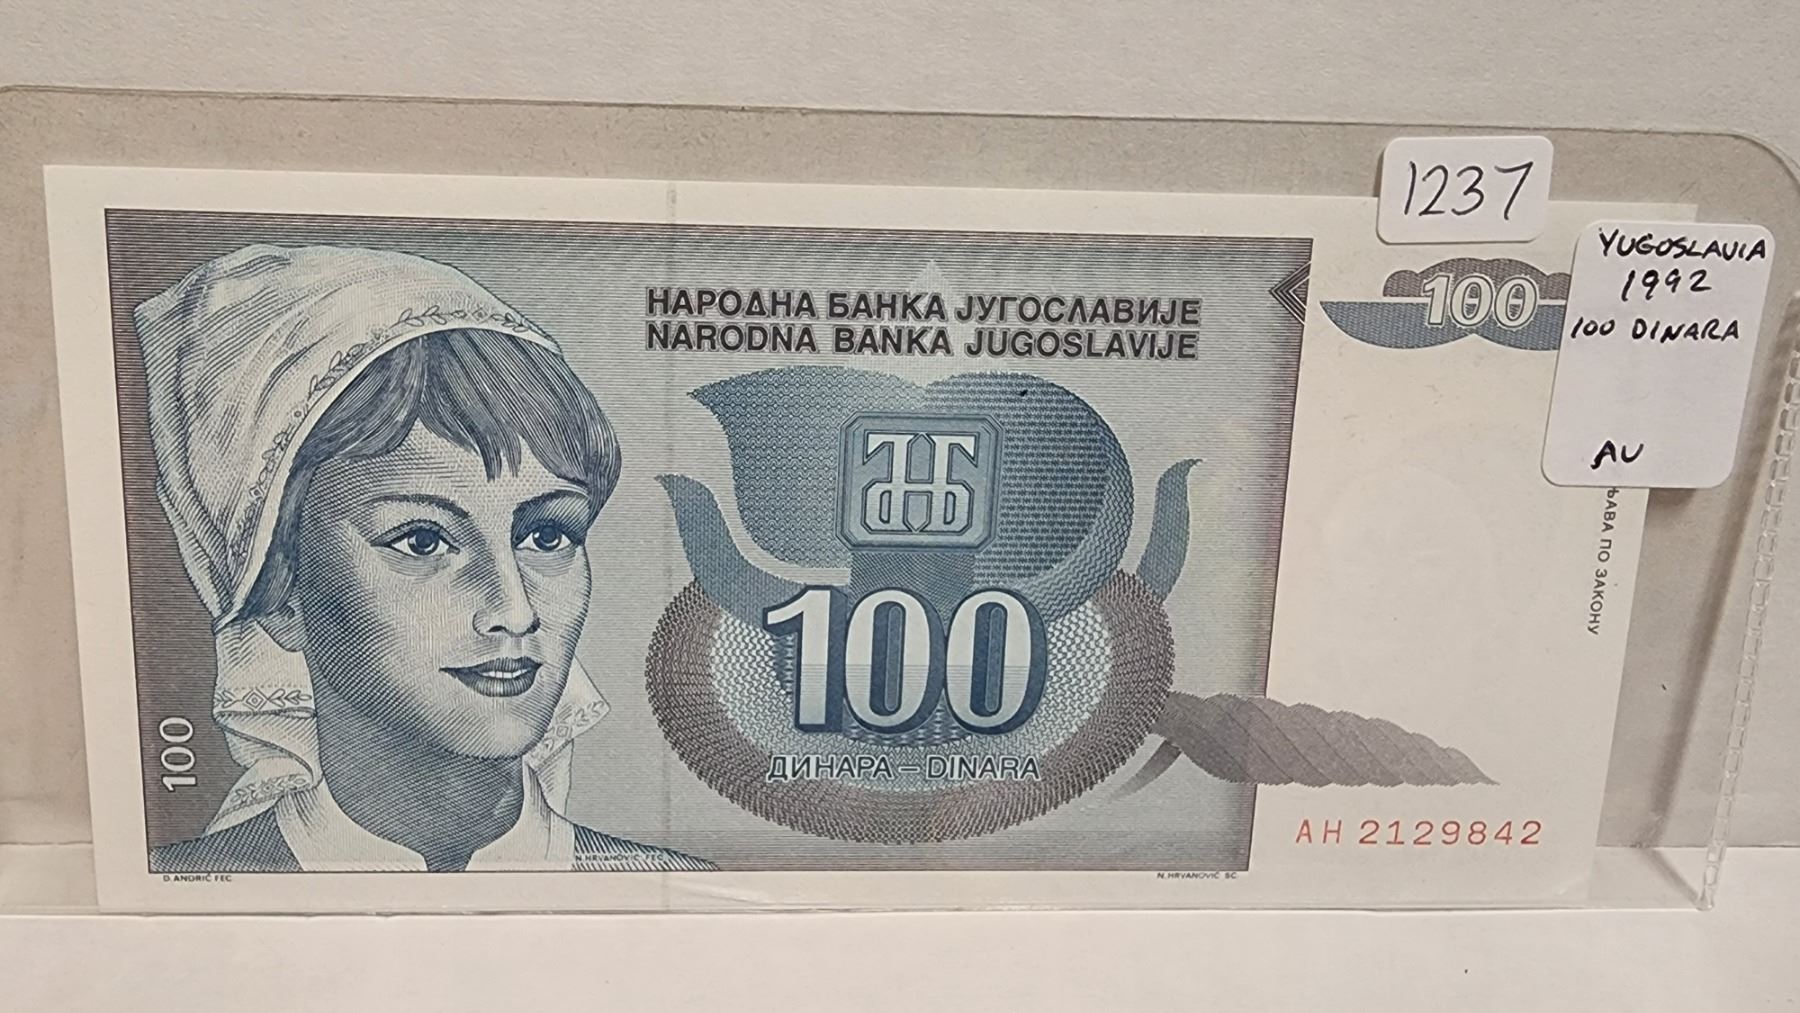 1237
YUGOSLAVIA
1992
100 DINARA
AU
100
НАРОДНА БАНКА ЈУГОСЛАВИЈЕ
NARODNA BANKA JUGOSLAVIJE
100
ДИНАРА – DINARA
100
ПО ЗАКОНУ
AH 2129842
N. HRVANOVIĆ FEC.
D. ANDRIĆ FEC.
N. HRVANOVIĆ SC.